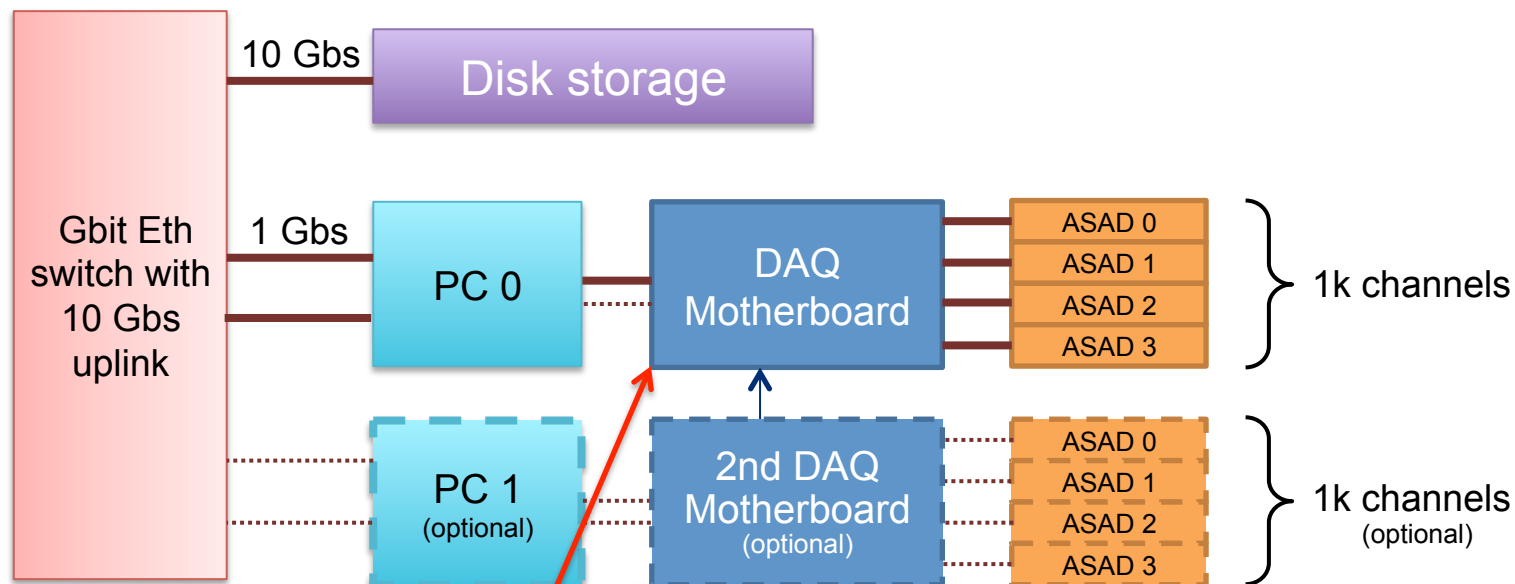 10 Gbs
Disk storage
Gbit Eth
switch with
10 Gbs
uplink
1 Gbs
PC 0
DAQ
Motherboard
ASAD 0
ASAD 1
ASAD 2
ASAD 3
1k channels
PC 1
(optional)
2nd DAQ
Motherboard
(optional)
ASAD 0
ASAD 1
ASAD 2
ASAD 3
1k channels
(optional)